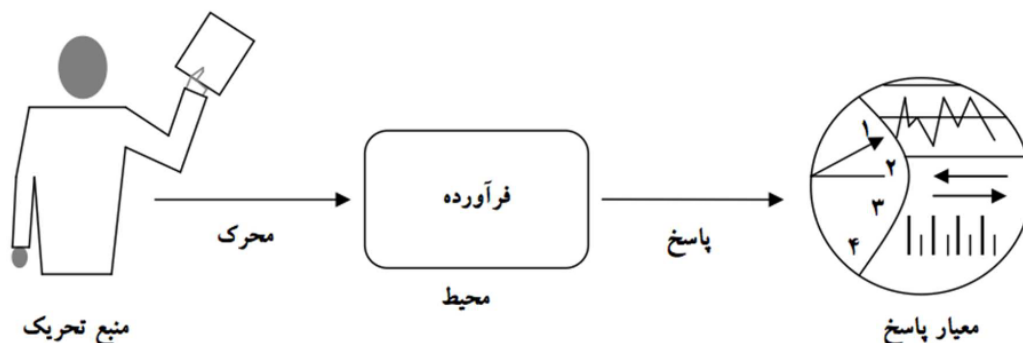 ۱
۲
۳
۴
فرآورده
محرک
پاسخ
محیط
منبع تحریک
معیار پاسخ